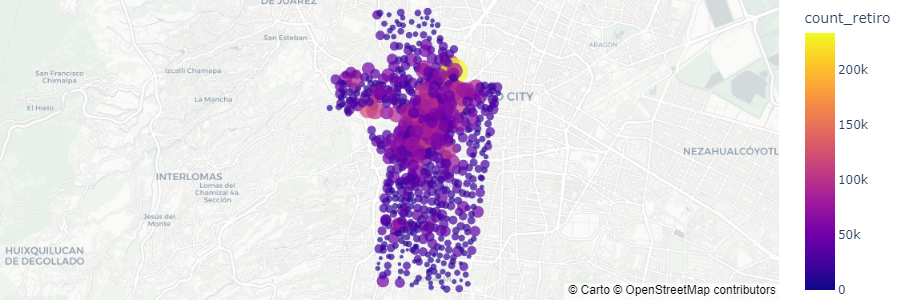 DE JUÁREZ
count_retiro
San Esteban
ARAGÓN
200k
San Francisco
Chimalpa
Izcalli Chamapa
El Hielo
La Mancha
CITY
150k
NEZAHUALCÓYOTL
100k
INTERLOMAS
Lomas del
Chamizal 4a
Sección
Jesús del
Monte
50k
HUIXQUILUCAN
DE DEGOLLADO
© Carto © OpenStreetMap contributors
0